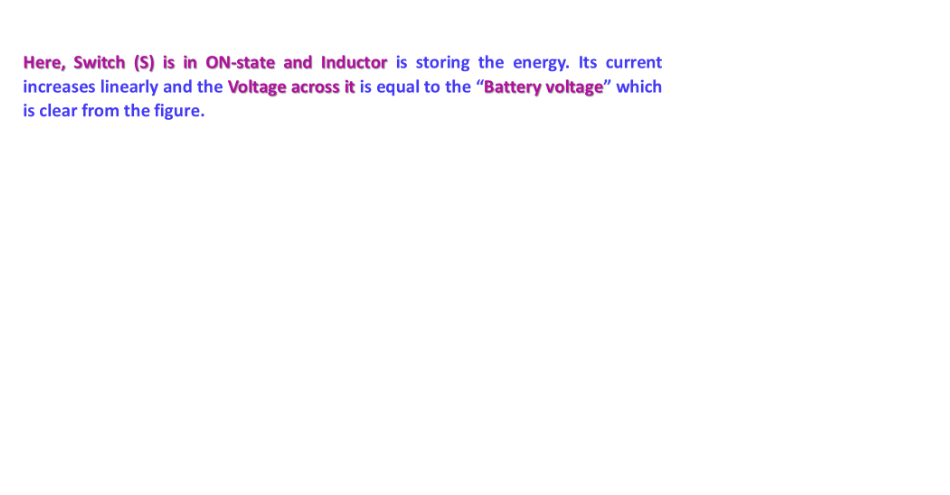 Here, Switch (S) is in ON-state and Inductor is storing the energy. Its current
increases linearly and the Voltage across it is equal to the “Battery voltage” which
is clear from the figure.